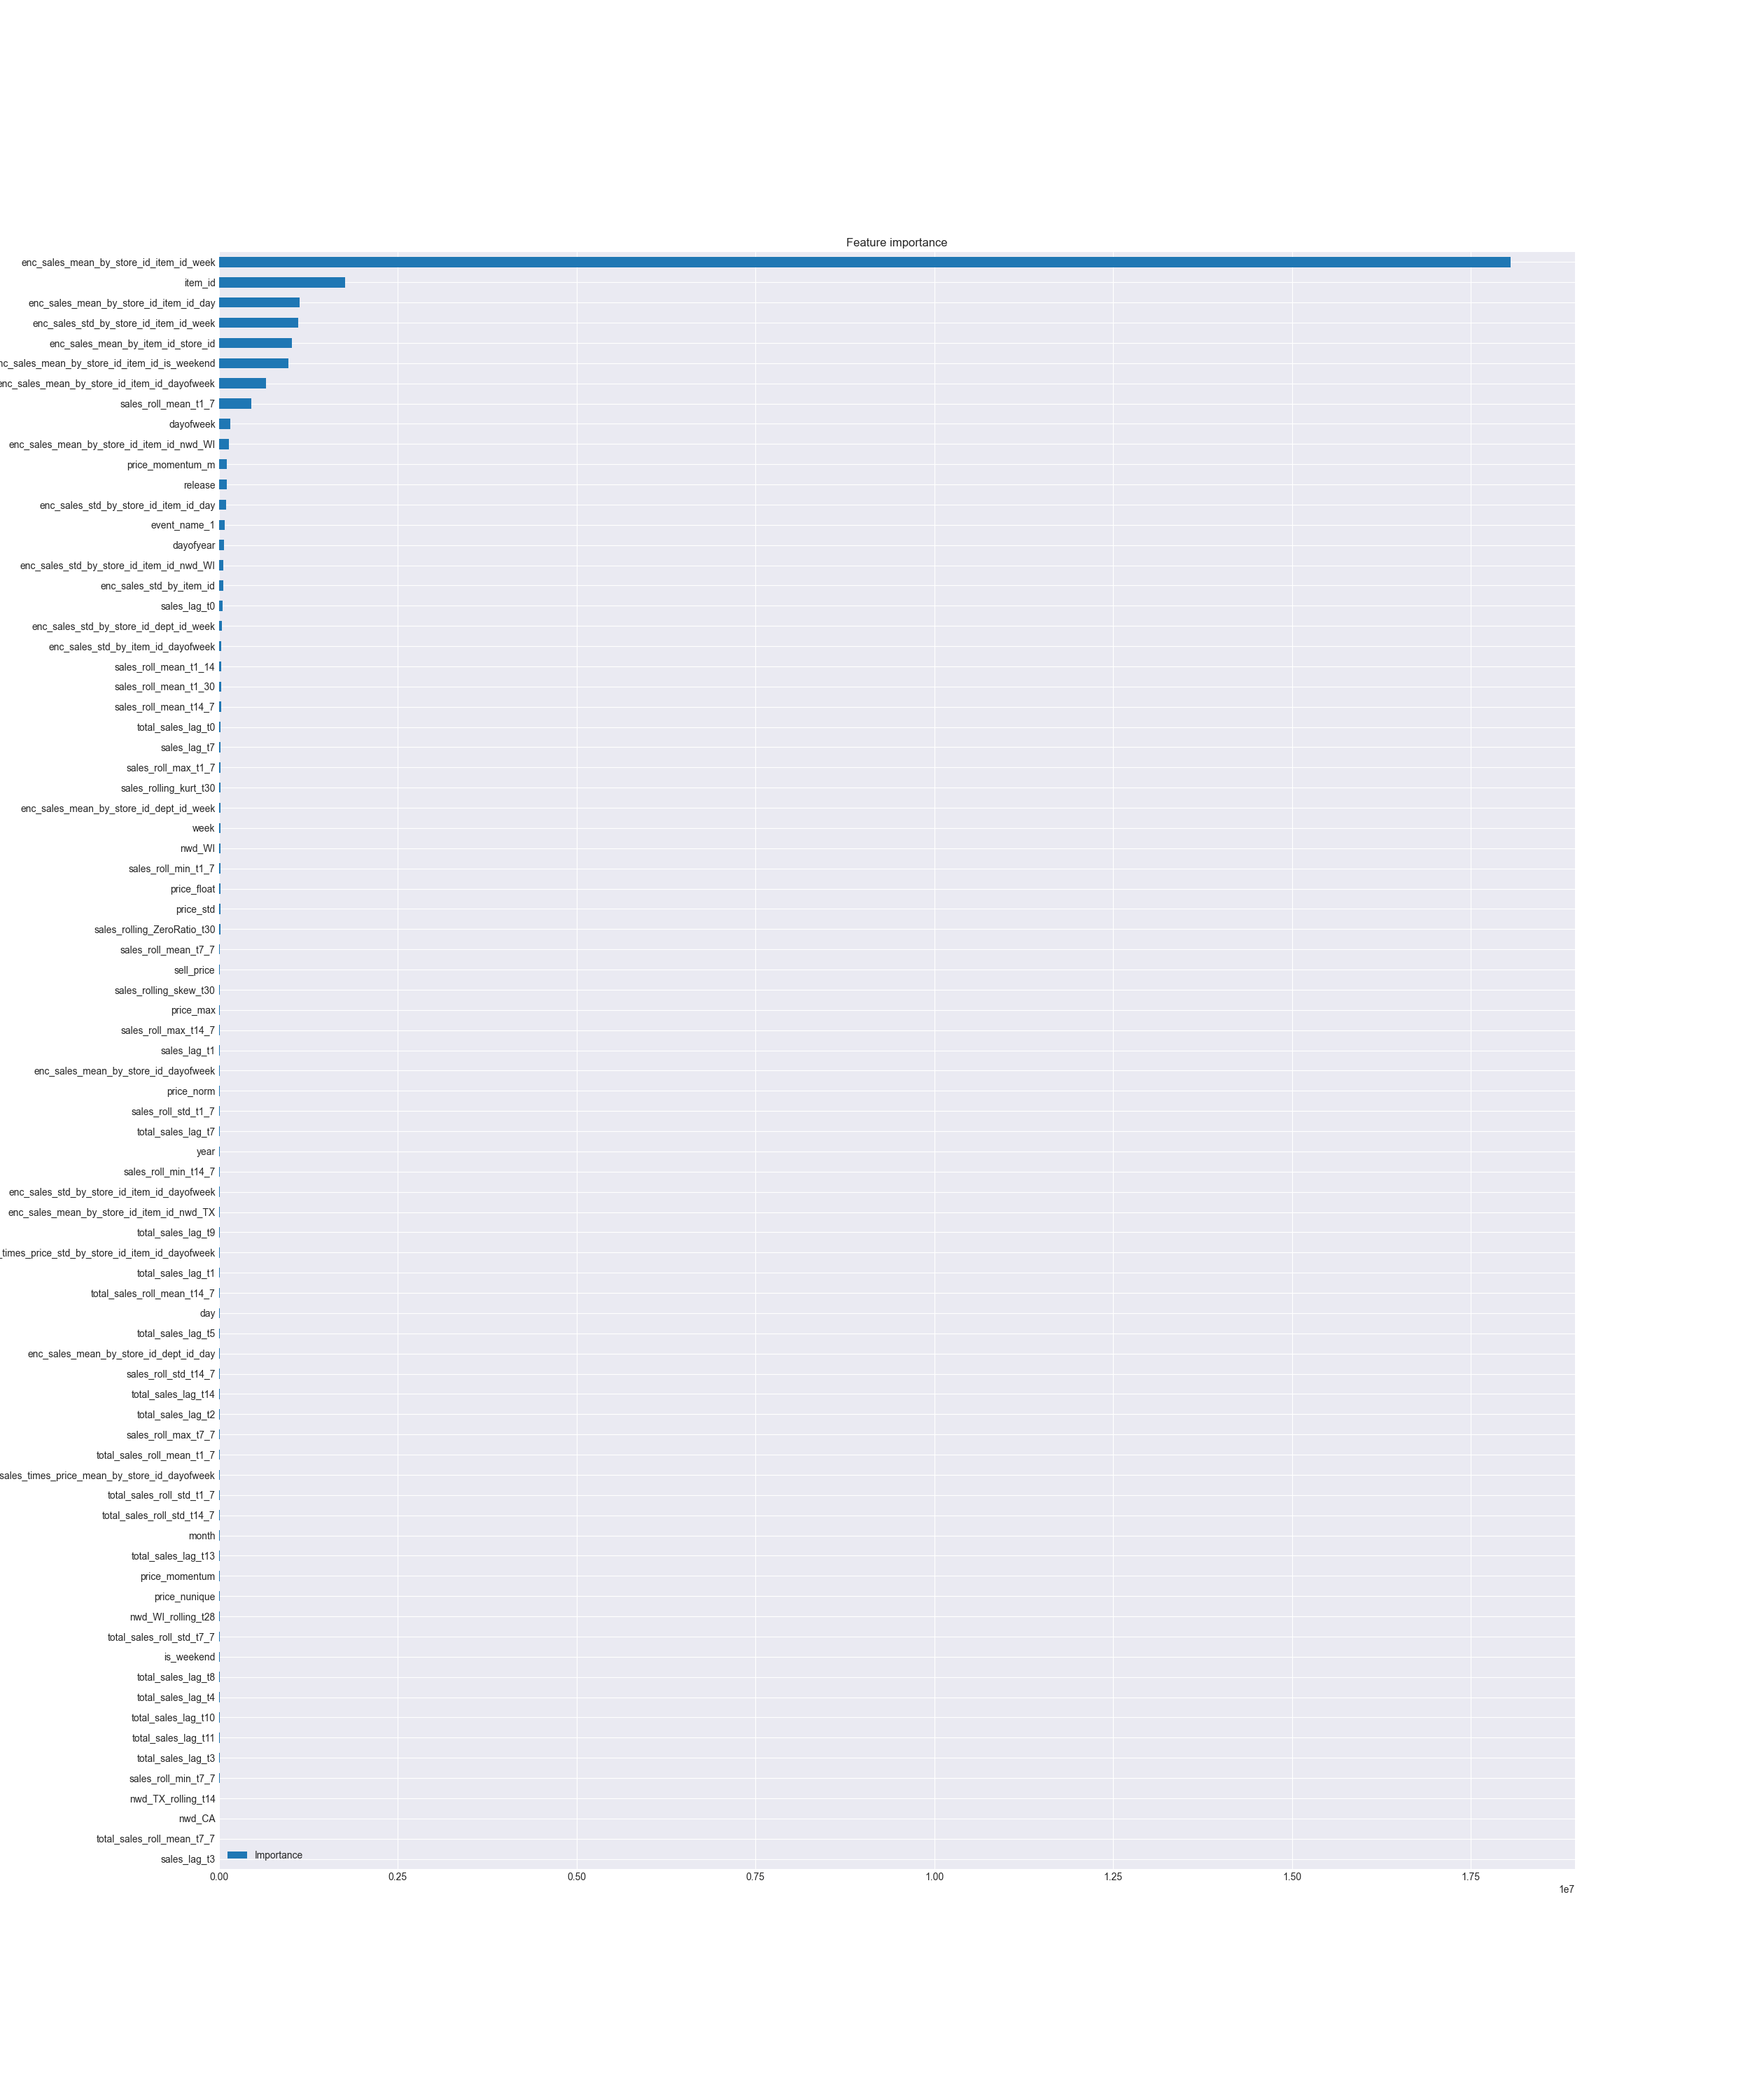 Feature importance
enc_sales_mean_by_store_id_item_id_week
item_id
enc_sales_mean_by_store_id_item_id_day
enc_sales_std_by_store_id_item_id_week
enc_sales_mean_by_item_id_store_id
nc_sales_mean_by_store_id_item_id_is_weekend
enc_sales_mean_by_store_id_item_id_dayofweek
sales_roll_mean_t1_7
dayofweek
enc_sales_mean_by_store_id_item_id_nwd_WI
price_momentum_m
release
enc_sales_std_by_store_id_item_id_day
event_name_1
dayofyear
enc_sales_std_by_store_id_item_id_nwd_WI
enc_sales_std_by_item_id
sales_lag_t0
enc_sales_std_by_store_id_dept_id_week
enc_sales_std_by_item_id_dayofweek
sales_roll_mean_t1_14
sales_roll_mean_t1_30
sales_roll_mean_t14_7
total_sales_lag_t0
sales_lag_t7
sales_roll_max_t1_7
sales_rolling_kurt_t30
enc_sales_mean_by_store_id_dept_id_week
week
nwd_WI
sales_roll_min_t1_7
price_float
price_std
sales_rolling_ZeroRatio_t30
sales_roll_mean_t7_7
sell_price
sales_rolling_skew_t30
price_max
sales_roll_max_t14_7
sales_lag_t1
enc_sales_mean_by_store_id_dayofweek
price_norm
sales_roll_std_t1_7
total_sales_lag_t7
year
sales_roll_min_t14_7
enc_sales_std_by_store_id_item_id_dayofweek
enc_sales_mean_by_store_id_item_id_nwd_TX
total_sales_lag_t9
_times_price_std_by_store_id_item_id_dayofweek
total_sales_lag_t1
total_sales_roll_mean_t14_7
day
total_sales_lag_t5
enc_sales_mean_by_store_id_dept_id_day
sales_roll_std_t14_7
total_sales_lag_t14
total_sales_lag_t2
sales_roll_max_t7_7
total_sales_roll_mean_t1_7
sales_times_price_mean_by_store_id_dayofweek
total_sales_roll_std_t1_7
total_sales_roll_std_t14_7
month
total_sales_lag_t13
price_momentum
price_nunique
nwd_WI_rolling_t28
total_sales_roll_std_t7_7
is_weekend
total_sales_lag_t8
total_sales_lag_t4
total_sales_lag_t10
total_sales_lag_t11
total_sales_lag_t3
sales_roll_min_t7_7
nwd_TX_rolling_t14
nwd_CA
total_sales_roll_mean_t7_7
sales_lag_t3
Importance
0.00 0.25 0.50 0.75 1.00 1.25 1.50 1.75
1e7